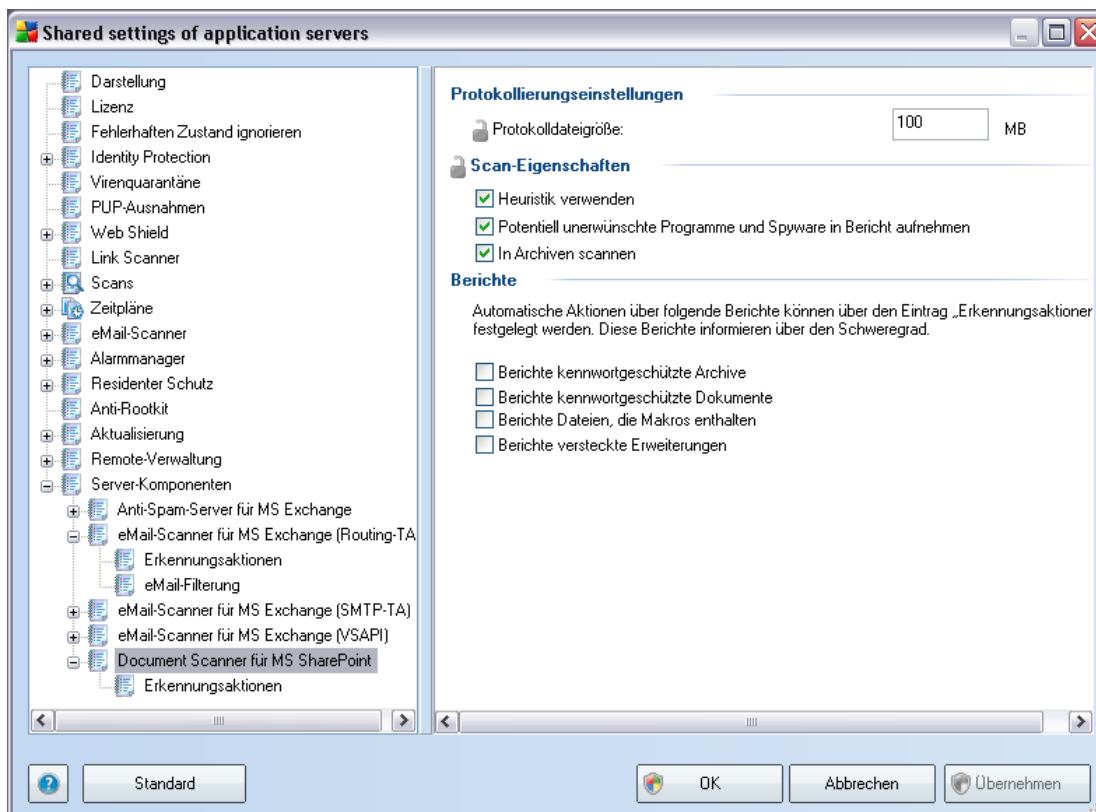 Shared settings of application servers
Darstellung
Lizenz
Fehlerhaften Zustand ignorieren
Identity Protection
Virenquarantäne
PUP-Ausnahmen
Web Shield
Link Scanner
Scans
Zeitpläne
eMail-Scanner
Alarmmanager
Residenter Schutz
Anti-Rootkit
Aktualisierung
Remote-Verwaltung
Server-Komponenten
Anti-Spam-Server für MS Exchange
eMail-Scanner für MS Exchange (Routing-TA
Erkennungsaktionen
eMail-Filterung
eMail-Scanner für MS Exchange (SMTP-TA)
eMail-Scanner für MS Exchange (VSAPI)
Document Scanner für MS SharePoint
Erkennungsaktionen
Protokollierungseinstellungen
Protokolldateigröße: 100 MB
Scan-Eigenschaften
Heuristik verwenden
Potentiell unerwünschte Programme und Spyware in Bericht aufnehmen
In Archiven scannen
Berichte
Automatische Aktionen über folgende Berichte können über den Eintrag „Erkennungsaktionen
festgelegt werden. Diese Berichte informieren über den Schweregrad.
Berichte kennwortgeschützte Archive
Berichte kennwortgeschützte Dokumente
Berichte Dateien, die Makros enthalten
Berichte versteckte Erweiterungen
? Standard OK Abbrechen Übernehmen